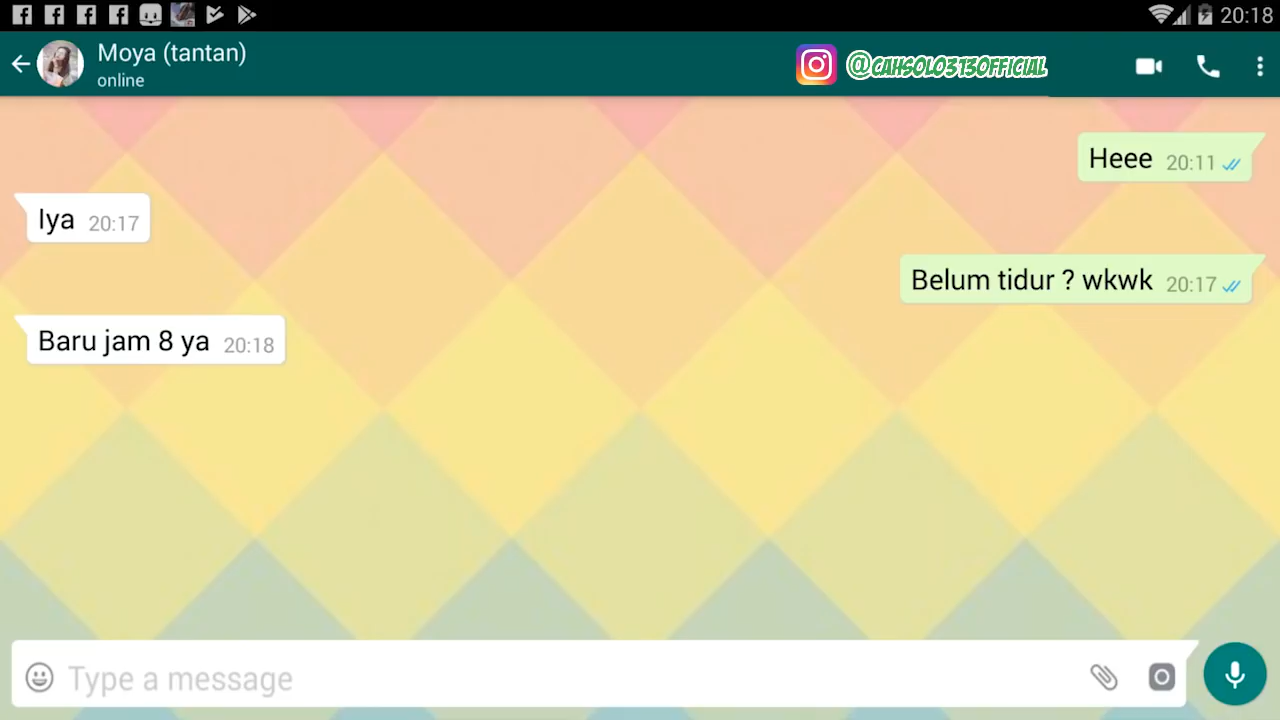 20:18
Moya (tantan)
online
@CAHSOLO313OFFICIAL
Heee 20:11
Iya 20:17
Belum tidur ? wkwk 20:17
Baru jam 8 ya 20:18
Type a message